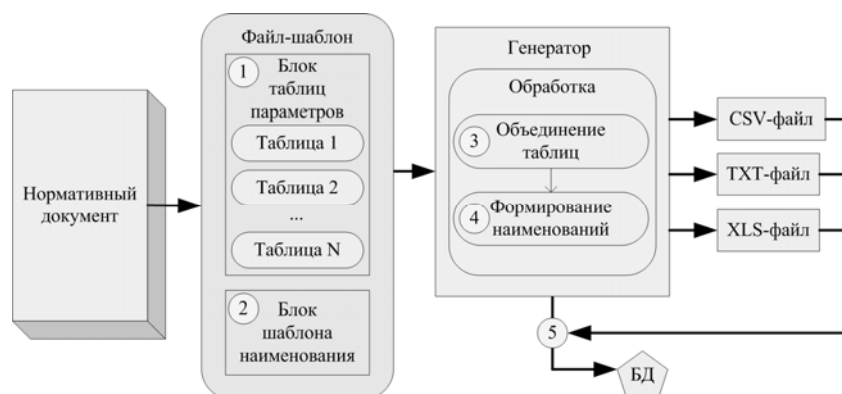 Нормативный
документ
Файл-шаблон
1
Блок
таблиц
параметров
Таблица 1
Таблица 2
...
Таблица N
2
Блок
шаблона
наименования
Генератор
Обработка
3
Объединение
таблиц
4
Формирование
наименований
CSV-файл
TXT-файл
XLS-файл
5
БД